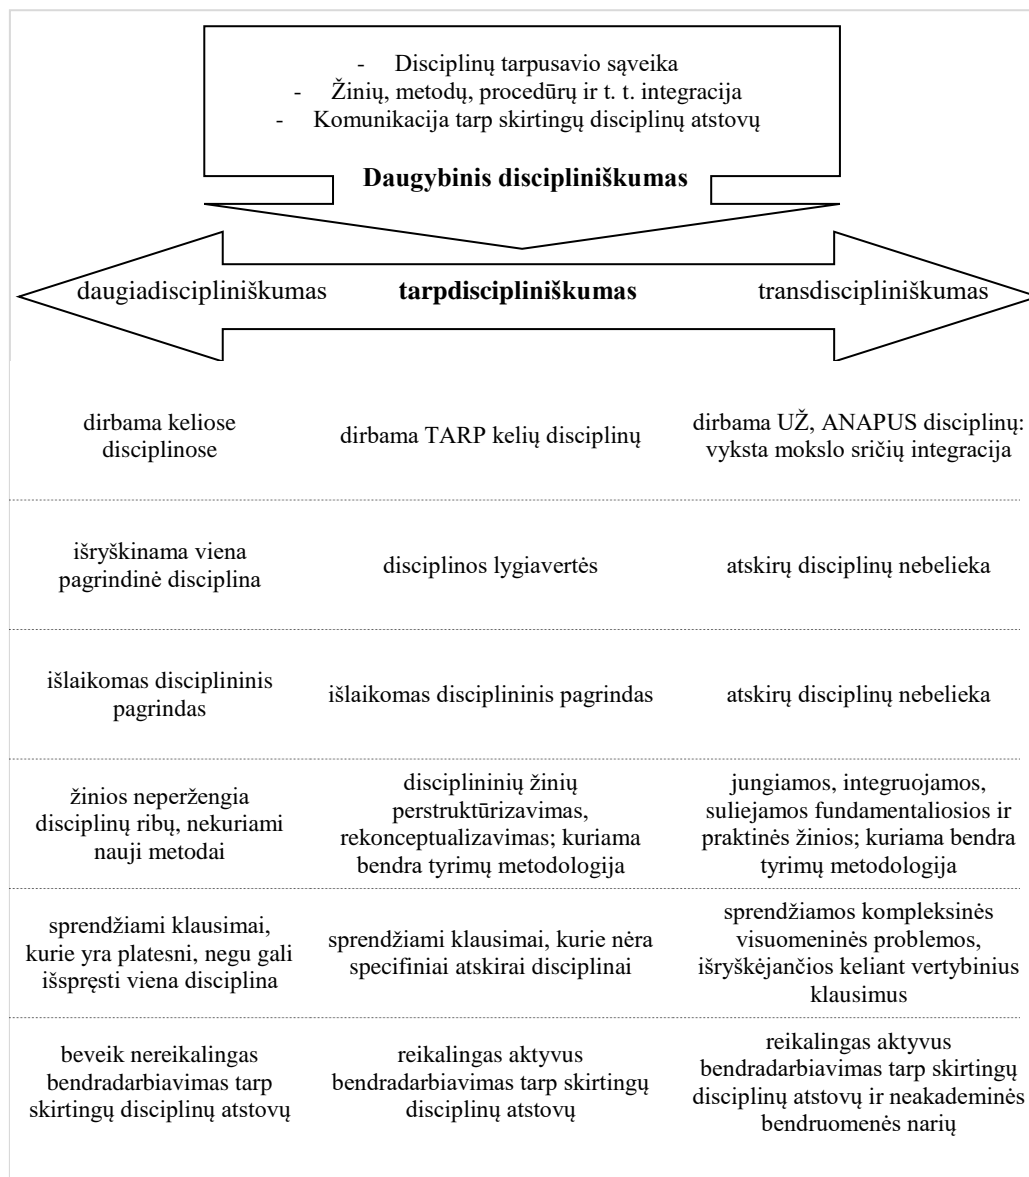 - Disciplinų tarpusavio sąveika
- Žinių, metodų, procedūrų ir t. t. integracija
- Komunikacija tarp skirtingų disciplinų atstovų
Daugybinis discipliniškumas
daugiadiscipliniškumas
tarpdiscipliniškumas
transdiscipliniškumas
dirbama keliose
disciplinose
dirbama TARP kelių disciplinų
dirbama UŽ, ANAPUS disciplinų:
vyksta mokslo sričių integracija
išryškinama viena
pagrindinė disciplina
disciplinos lygiavertės
atskirų disciplinų nebelieka
išlaikomas disciplininis
pagrindas
išlaikomas disciplininis pagrindas
atskirų disciplinų nebelieka
žinios neperžengia
disciplinų ribų, nekuriami
nauji metodai
disciplininių žinių
perstruktūrizavimas,
rekonceptualizavimas; kuriama
bendra tyrimų metodologija
jungiamos, integruojamos,
suliejamos fundamentaliosios ir
praktinės žinios; kuriama bendra
tyrimų metodologija
sprendžiami klausimai,
kurie yra platesni, negu gali
išspręsti viena disciplina
sprendžiami klausimai, kurie nėra
specifiniai atskirai disciplinai
sprendžiamos kompleksinės
visuomeninės problemos,
išryškėjančios keliant vertybinius
klausimus
beveik nereikalingas
bendradarbiavimas tarp
skirtingų disciplinų atstovų
reikalingas aktyvus
bendradarbiavimas tarp skirtingų
disciplinų atstovų
reikalingas aktyvus
bendradarbiavimas tarp skirtingų
disciplinų atstovų ir neakademinės
bendruomenės narių